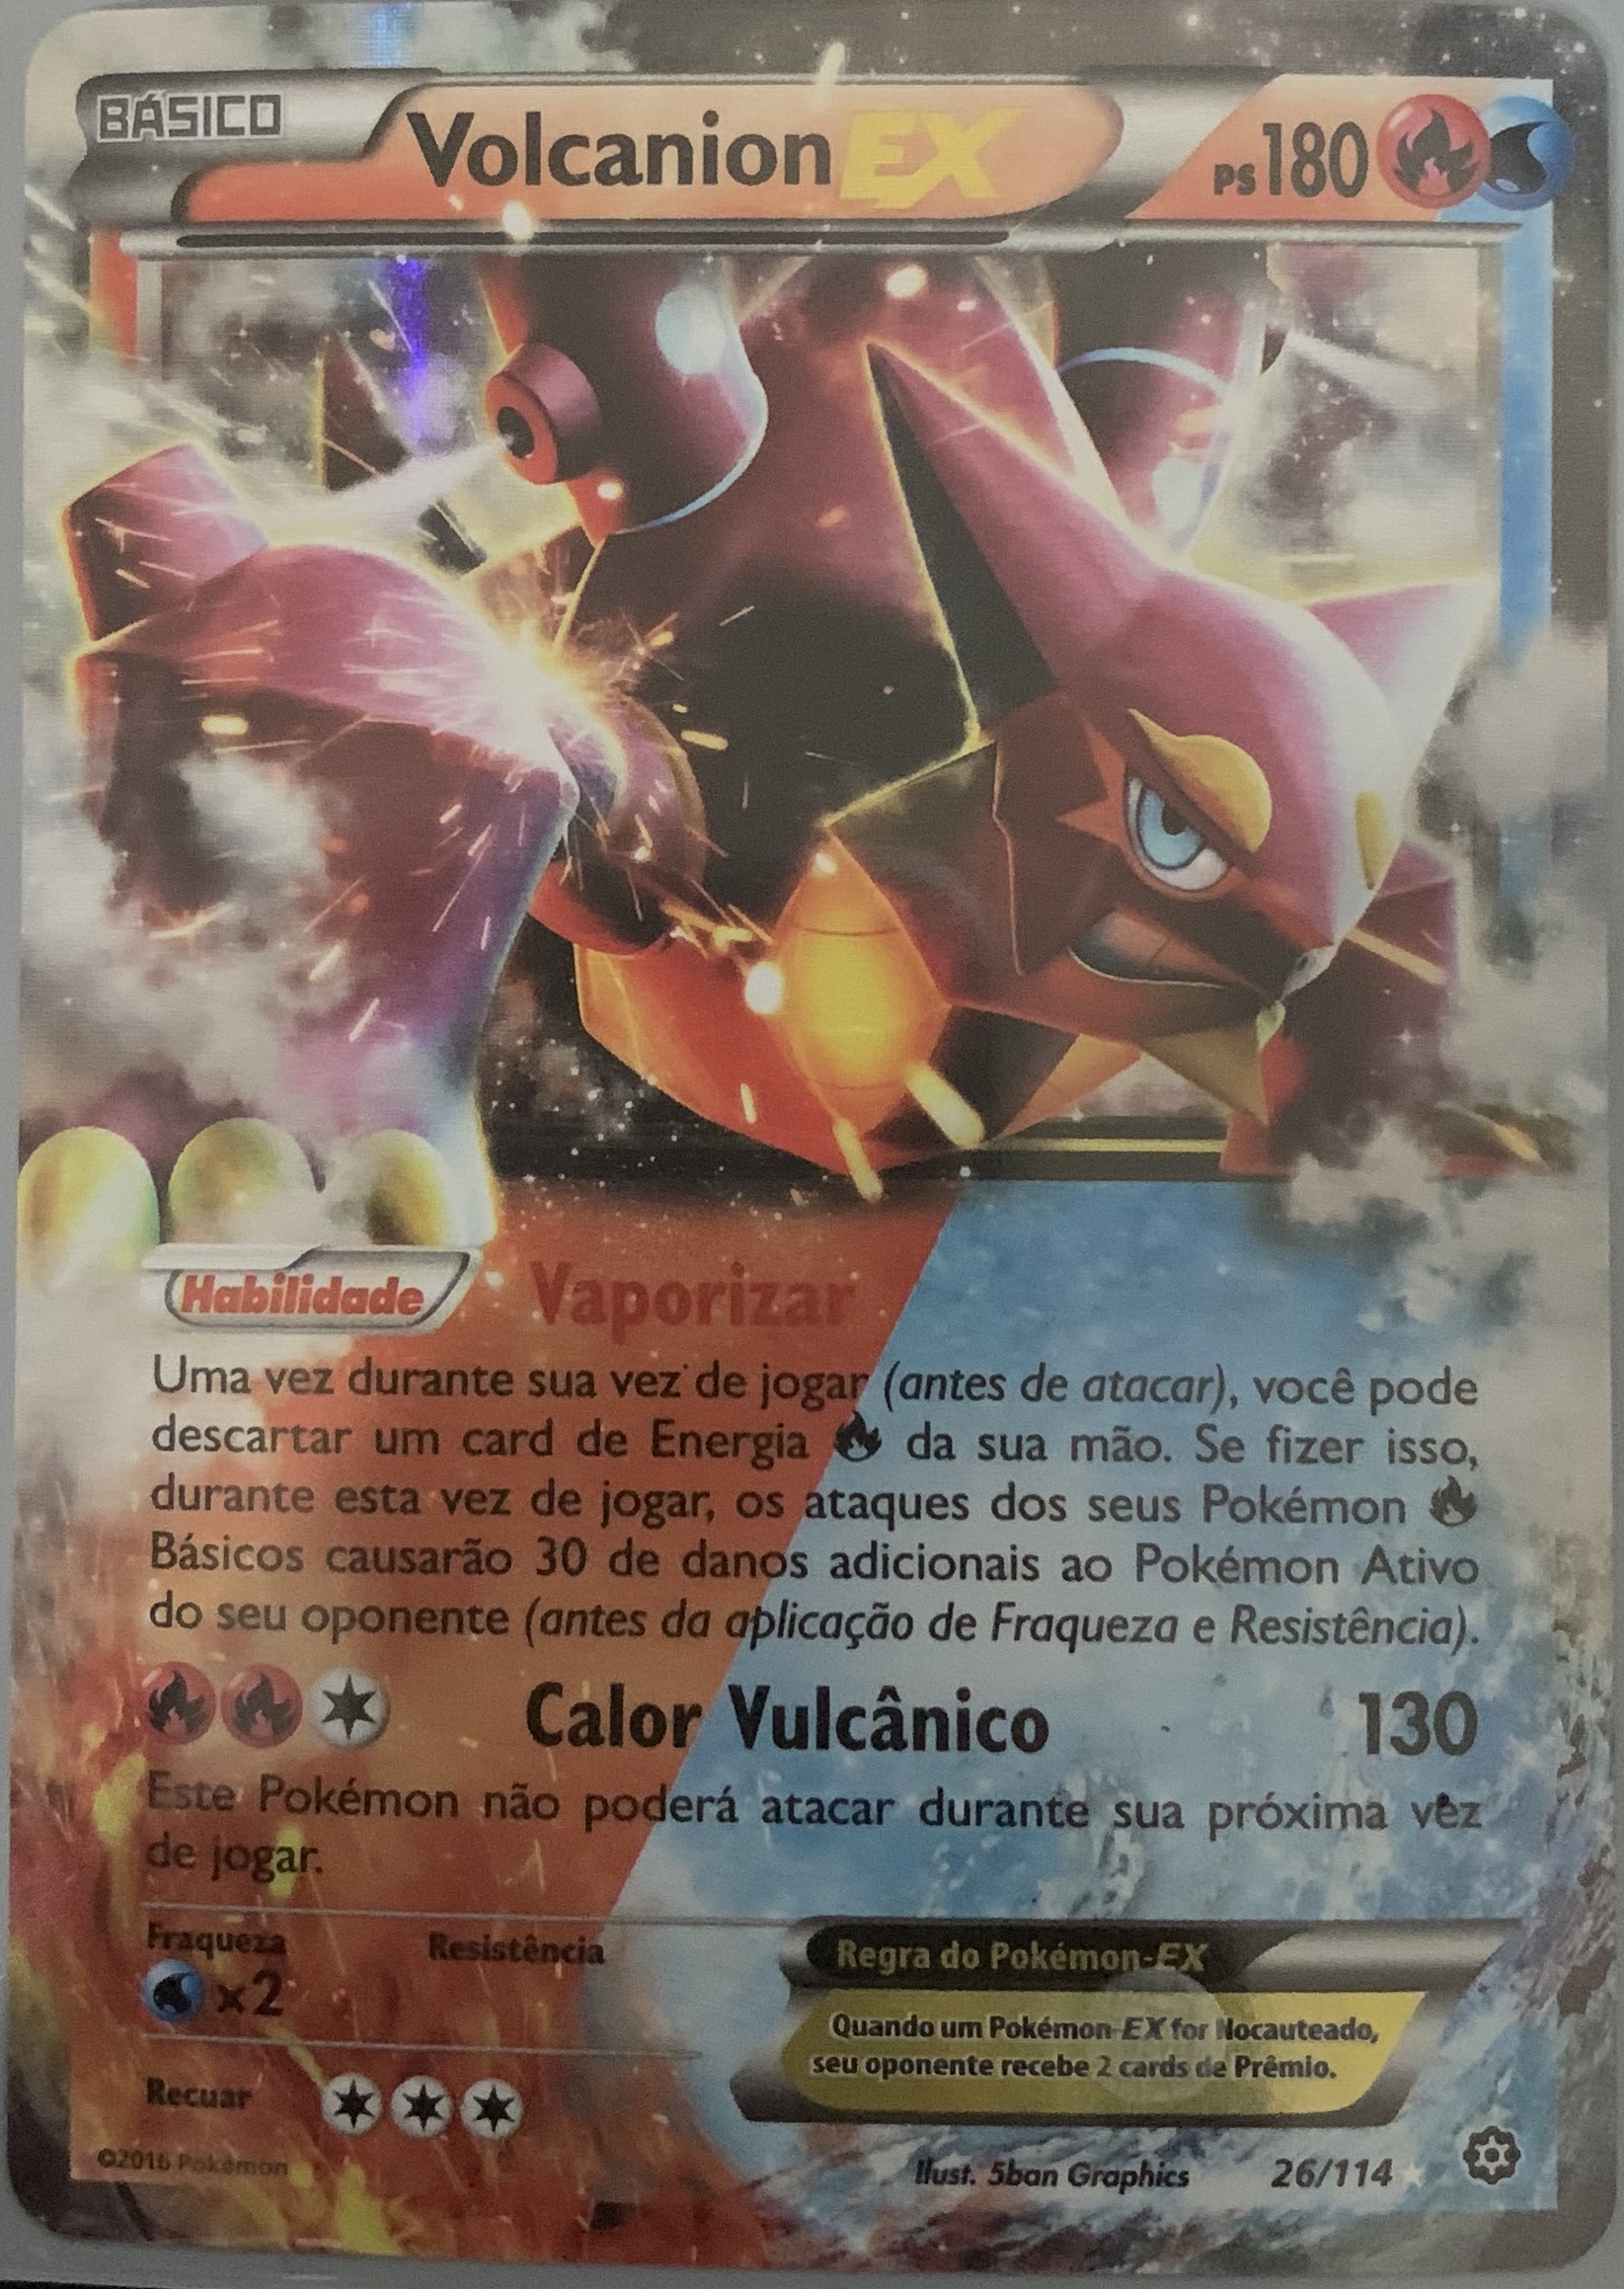 BÁSICO
Volcanion EX
PS 180
Habilidade
Vaporizar
Uma vez durante sua vez de jogar (antes de atacar), você pode
descartar um card de Energia da sua mão. Se fizer isso,
durante esta vez de jogar, os ataques dos seus Pokémon
Básicos causarão 30 de danos adicionais ao Pokémon Ativo
do seu oponente (antes da aplicação de Fraqueza e Resistência).
Calor Vulcânico 130
Este Pokémon não poderá atacar durante sua próxima vez
de jogar.
Fraqueza
Resistência
x2
Regra do Pokémon-EX
Quando um Pokémon-EX for Nocauteado,
seu oponente recebe 2 cards de Prêmio.
Recuar
©2016 Pokémon
Ilust. 5ban Graphics
26/114